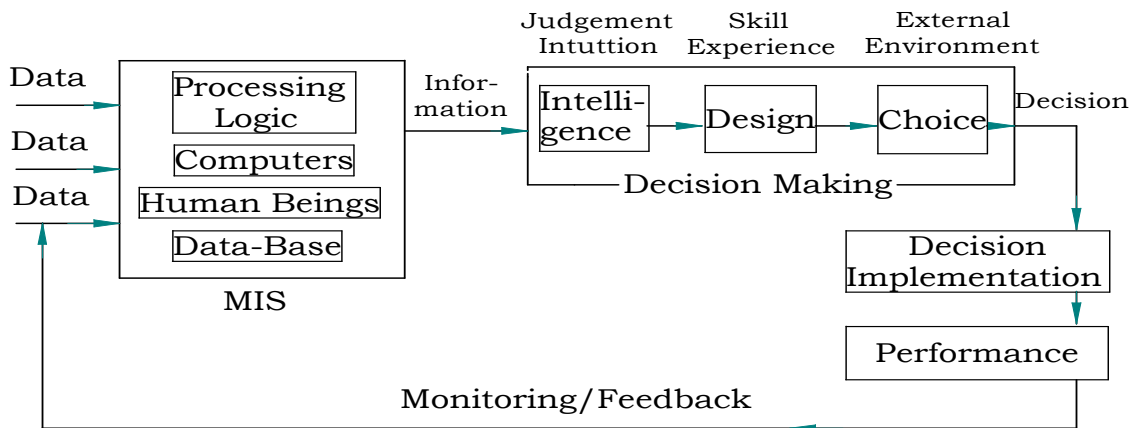 Data
Data
Data
Processing
Logic
Computers
Human Beings
Data-Base
MIS
Infor-
mation
Judgement
Intuttion
Skill
Experience
External
Environment
Intelli-
gence
Design
Choice
Decision Making
Decision
Decision
Implementation
Performance
Monitoring/Feedback